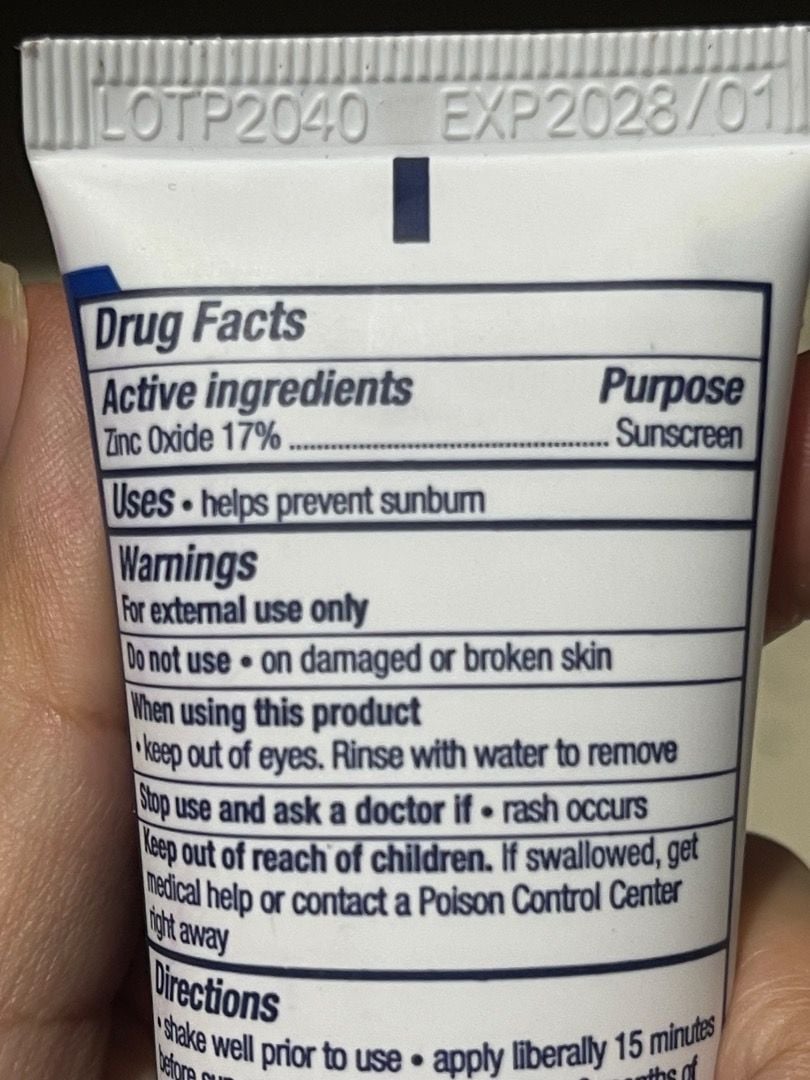 LOTP2040 EXP2028/01
Drug Facts
Active ingredients Purpose
Zinc Oxide 17% ........................................................ Sunscreen
Uses • helps prevent sunburn
Warnings
For external use only
Do not use • on damaged or broken skin
When using this product
• keep out of eyes. Rinse with water to remove
Stop use and ask a doctor if • rash occurs
Keep out of reach of children. If swallowed, get
medical help or contact a Poison Control Center
right away
Directions
• shake well prior to use • apply liberally 15 minutes
before of